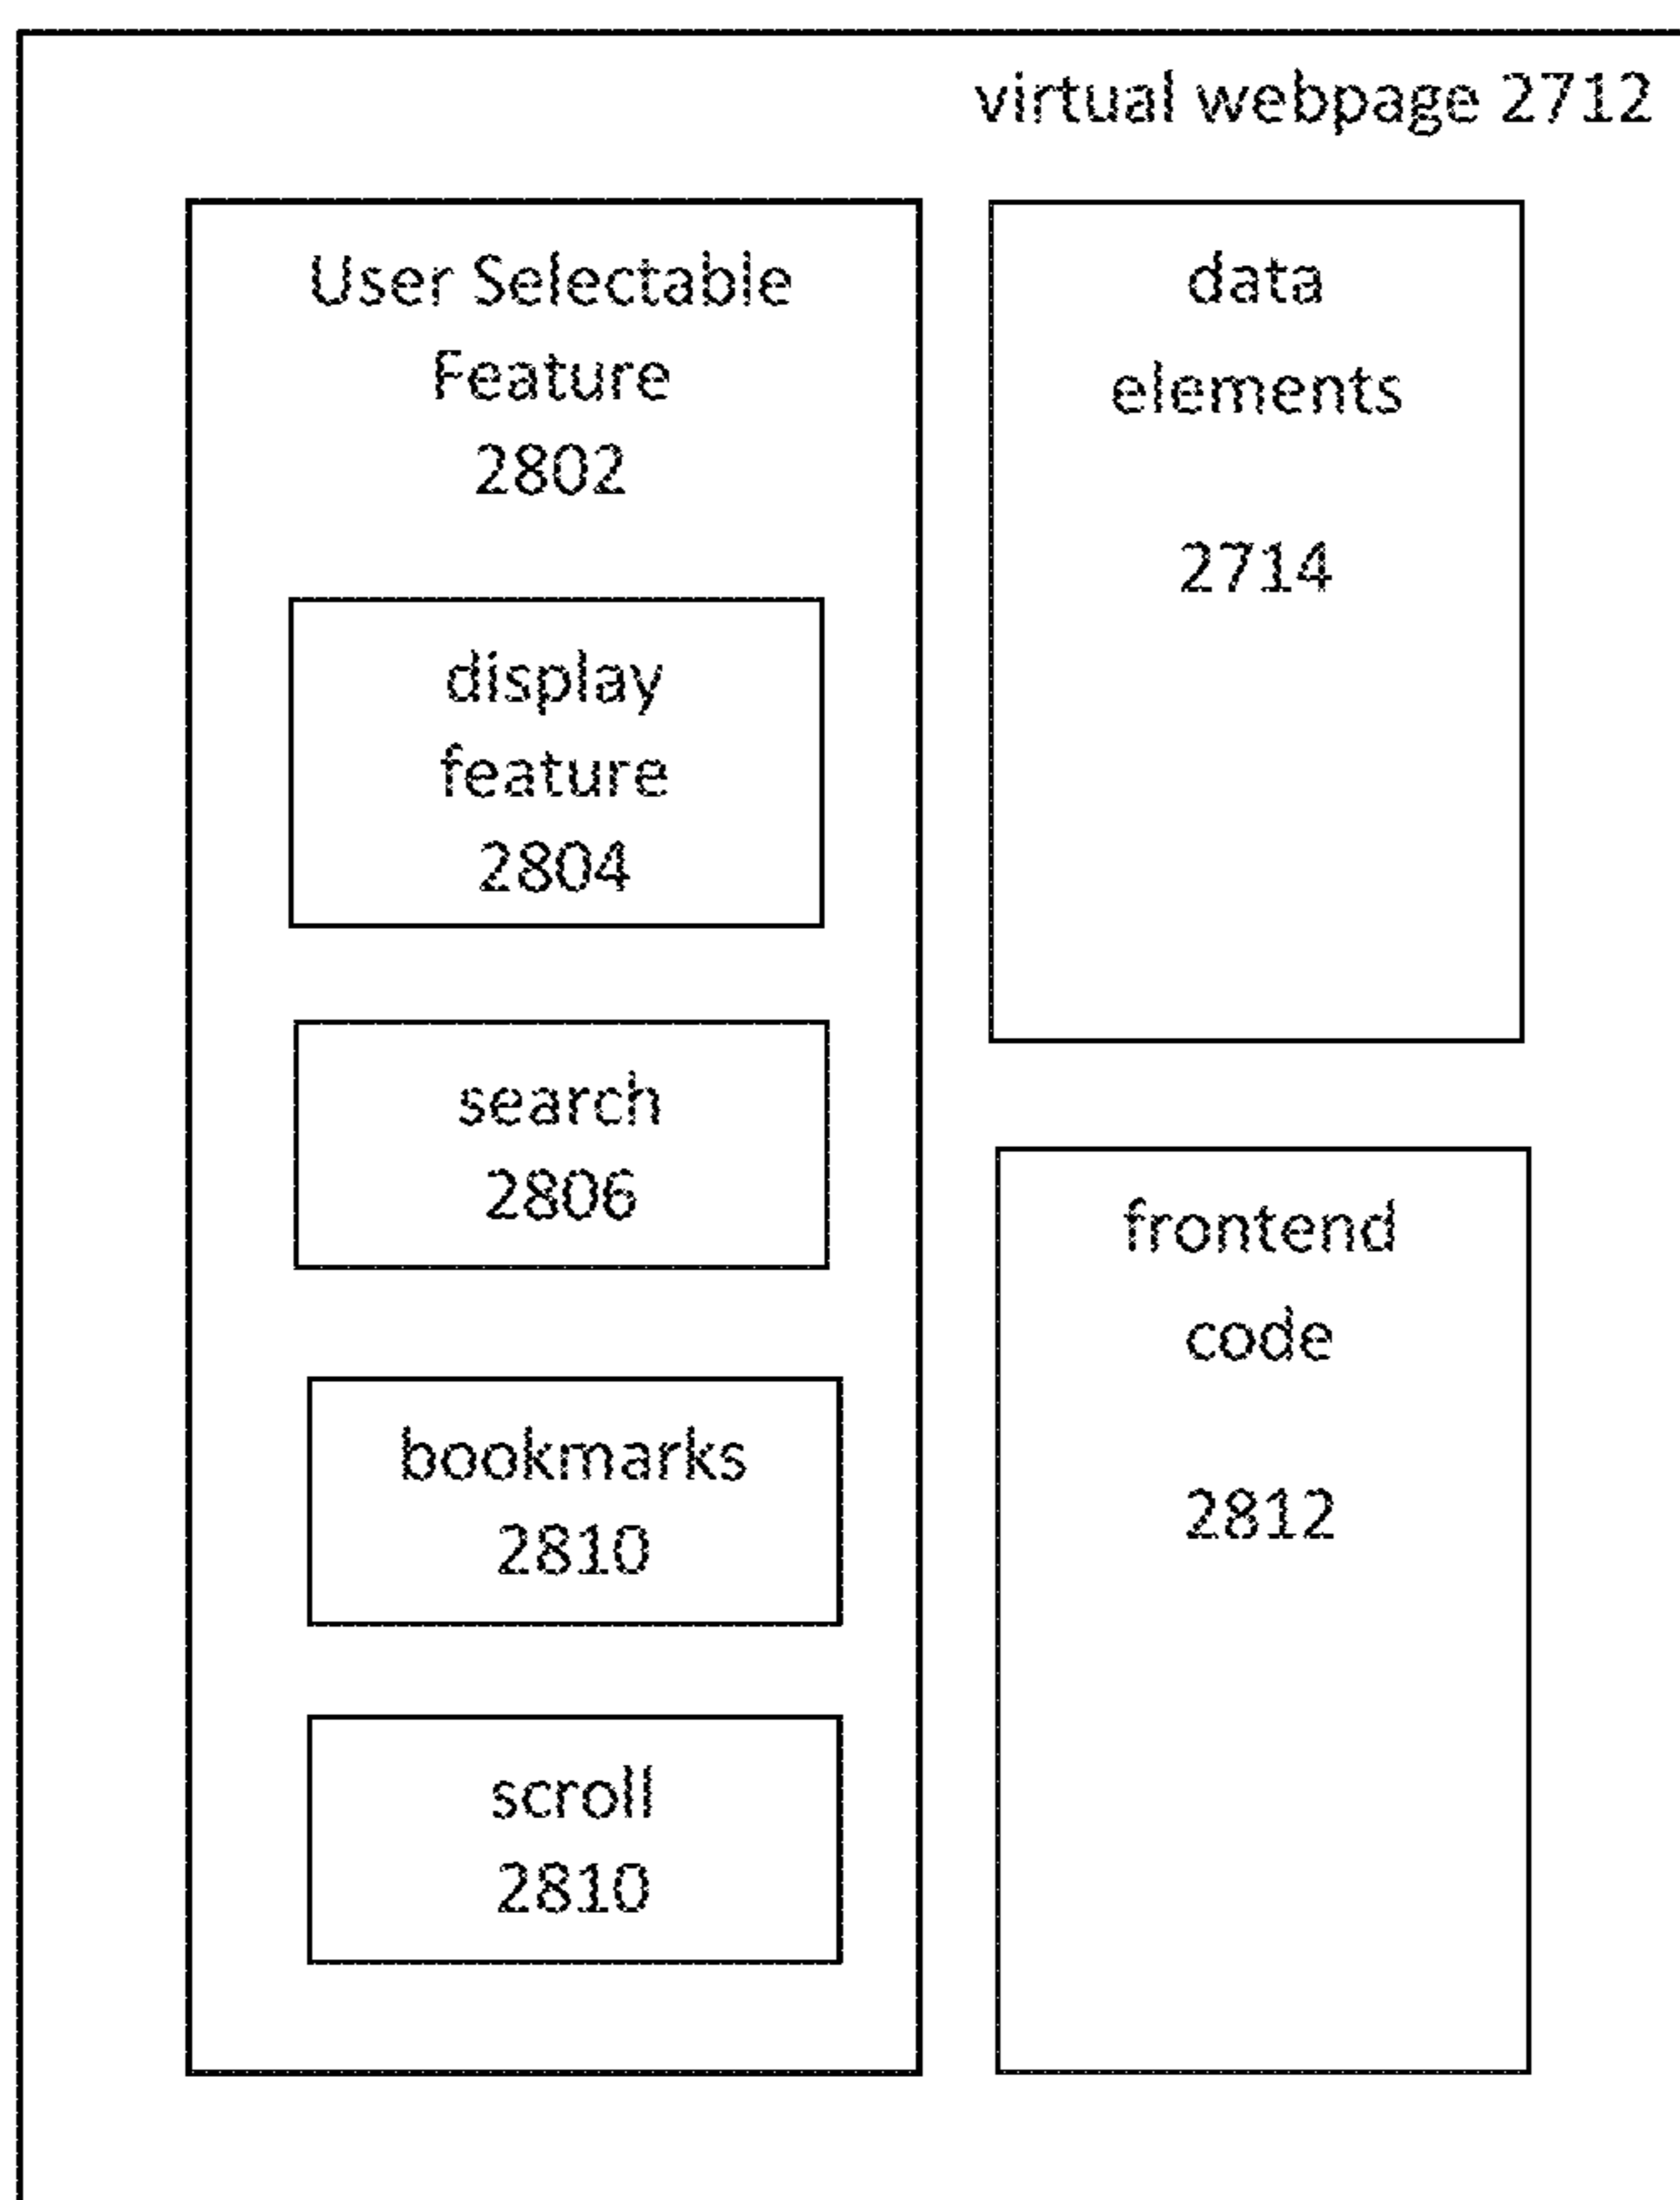 virtual webpage 2712
User Selectable
Feature
2802
display
feature
2804
search
2806
bookmarks
2810
scroll
2810
data
elements
2714
frontend
code
2812